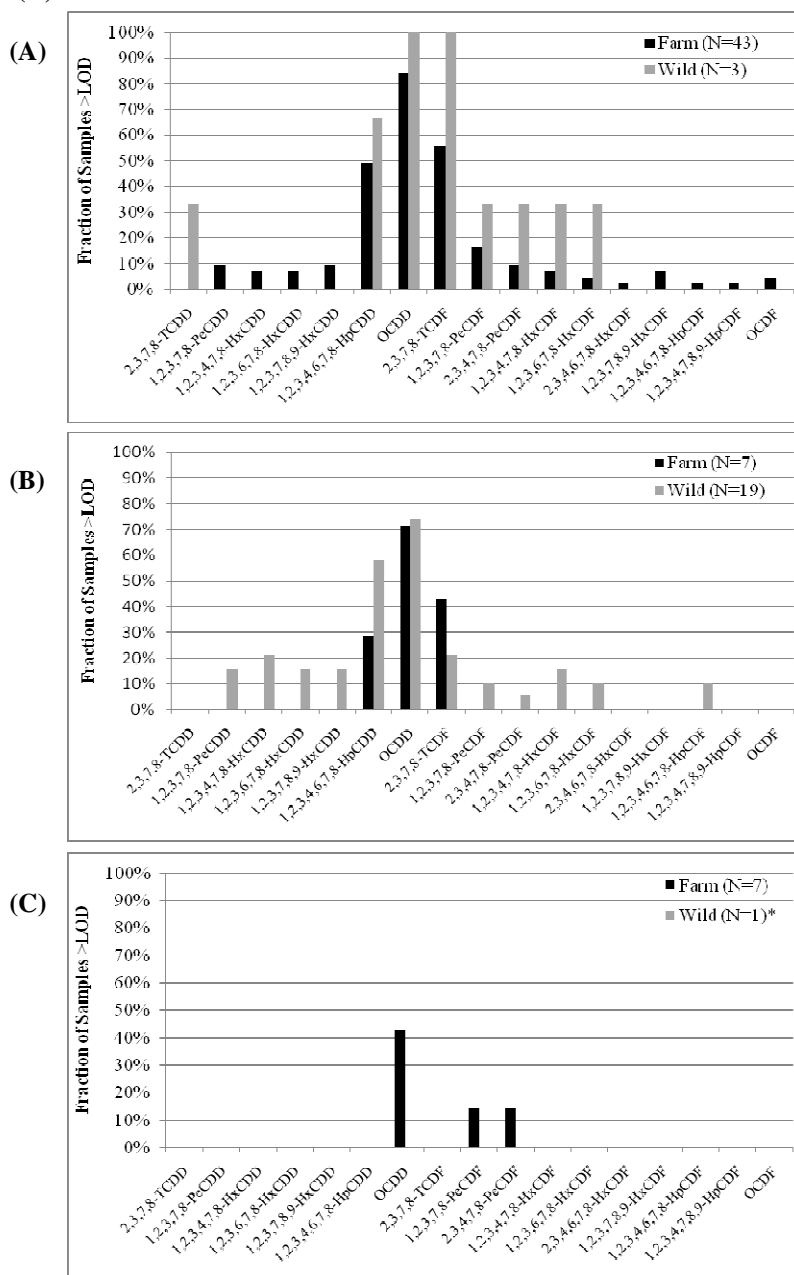 (A)
Fraction of Samples >LOD
100%
90%
80%
70%
60%
50%
40%
30%
20%
10%
0%
Farm (N=43)
Wild (N=3)
2,3,7,8-TCDD
1,2,3,7,8-PeCDD
1,2,3,4,7,8-HxCDD
1,2,3,6,7,8-HxCDD
1,2,3,7,8,9-HxCDD
1,2,3,4,6,7,8-HpCDD
OCDD
2,3,7,8-TCDF
1,2,3,7,8-PeCDF
2,3,4,7,8-PeCDF
1,2,3,4,7,8-HxCDF
1,2,3,6,7,8-HxCDF
2,3,4,6,7,8-HxCDF
1,2,3,7,8,9-HxCDF
1,2,3,4,6,7,8-HpCDF
1,2,3,4,7,8,9-HpCDF
OCDF
(B)
Fraction of Samples >LOD
100%
90%
80%
70%
60%
50%
40%
30%
20%
10%
0%
Farm (N=7)
Wild (N=19)
2,3,7,8-TCDD
1,2,3,7,8-PeCDD
1,2,3,4,7,8-HxCDD
1,2,3,6,7,8-HxCDD
1,2,3,7,8,9-HxCDD
1,2,3,4,6,7,8-HpCDD
OCDD
2,3,7,8-TCDF
1,2,3,7,8-PeCDF
2,3,4,7,8-PeCDF
1,2,3,4,7,8-HxCDF
1,2,3,6,7,8-HxCDF
2,3,4,6,7,8-HxCDF
1,2,3,7,8,9-HxCDF
1,2,3,4,6,7,8-HpCDF
1,2,3,4,7,8,9-HpCDF
OCDF
(C)
Fraction of Samples >LOD
100%
90%
80%
70%
60%
50%
40%
30%
20%
10%
0%
Farm (N=7)
Wild (N=1)*
2,3,7,8-TCDD
1,2,3,7,8-PeCDD
1,2,3,4,7,8-HxCDD
1,2,3,6,7,8-HxCDD
1,2,3,7,8,9-HxCDD
1,2,3,4,6,7,8-HpCDD
OCDD
2,3,7,8-TCDF
1,2,3,7,8-PeCDF
2,3,4,7,8-PeCDF
1,2,3,4,7,8-HxCDF
1,2,3,6,7,8-HxCDF
2,3,4,6,7,8-HxCDF
1,2,3,7,8,9-HxCDF
1,2,3,4,6,7,8-HpCDF
1,2,3,4,7,8,9-HpCDF
OCDF